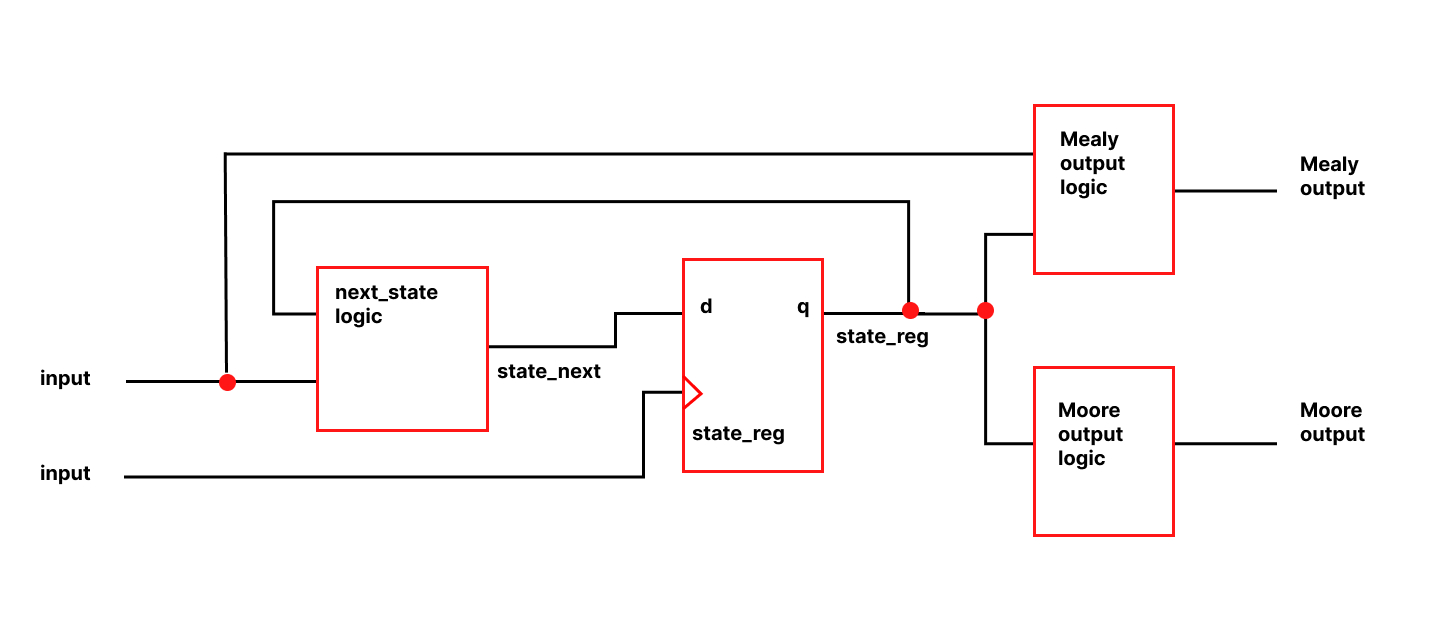 Mealy
output
logic
Mealy
output
next_state
logic
d
q
state_reg
input
state_next
state_reg
input
Moore
output
logic
Moore
output